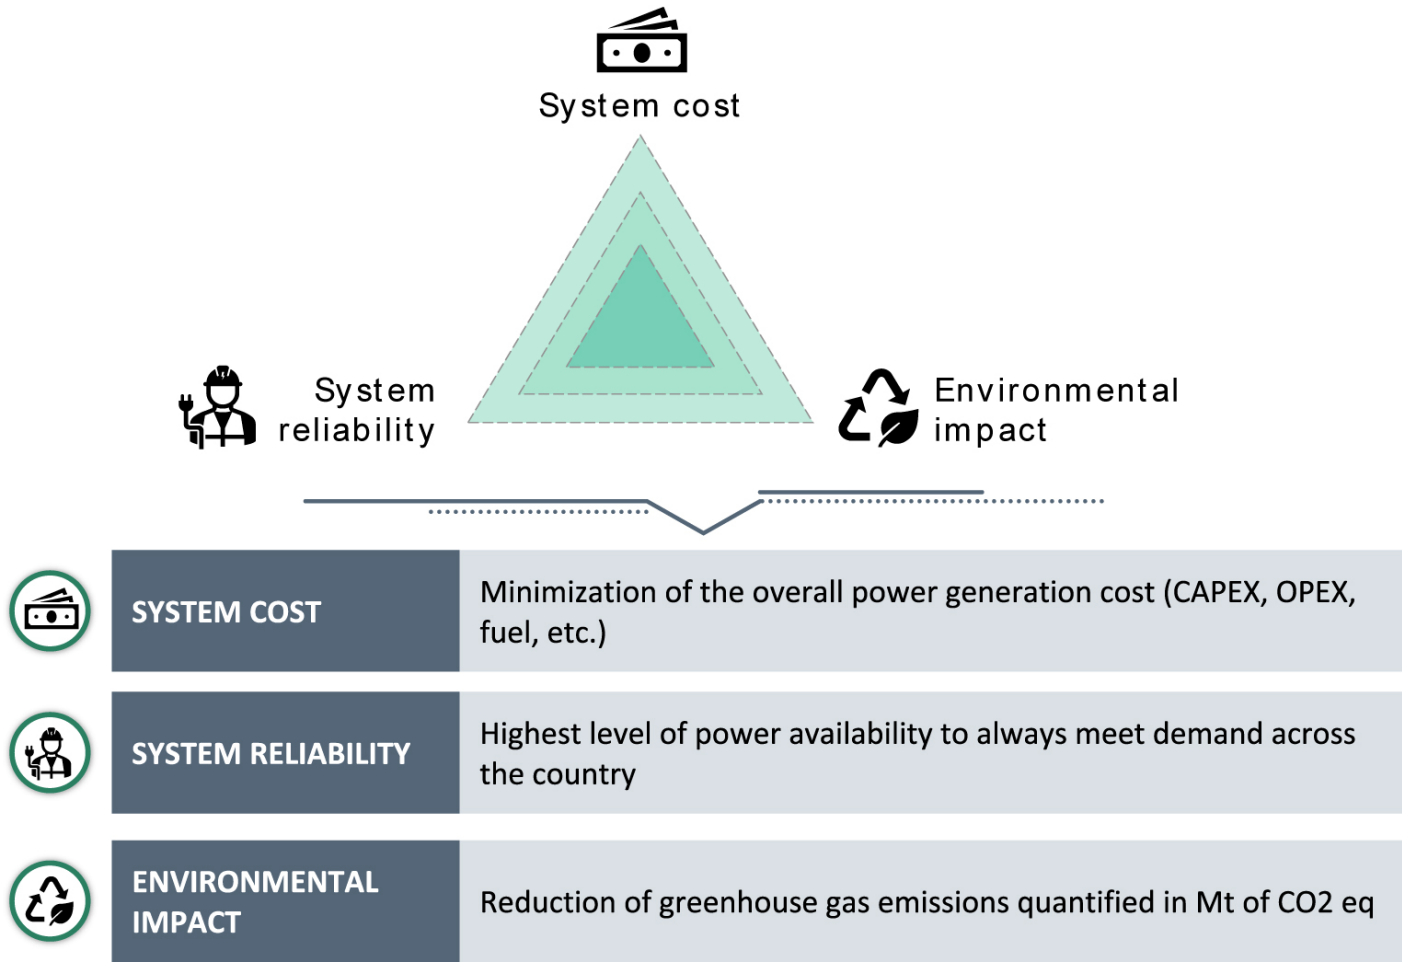 System cost
System
reliability
Environmental
impact
SYSTEM COST
Minimization of the overall power generation cost (CAPEX, OPEX,
fuel, etc.)
SYSTEM RELIABILITY
Highest level of power availability to always meet demand across
the country
ENVIRONMENTAL
IMPACT
Reduction of greenhouse gas emissions quantified in Mt of CO2 eq